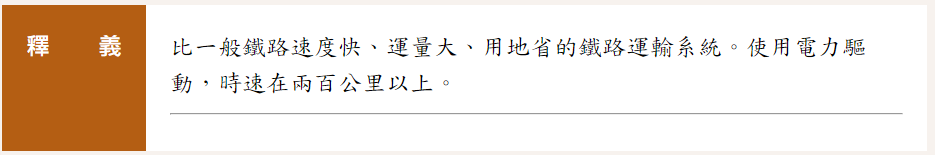 釋 義
比一般鐵路速度快、運量大、用地省的鐵路運輸系統。使用電力驅
動，時速在兩百公里以上。